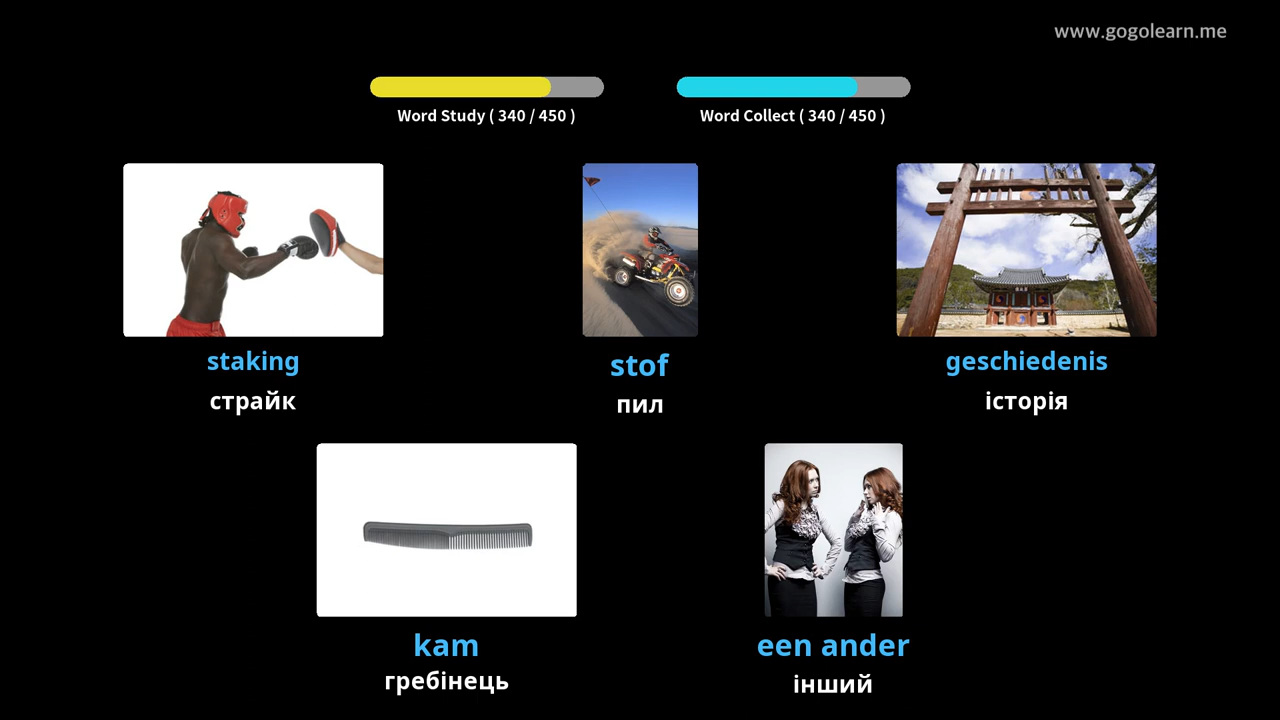 www.gogolearn.me
Word Study ( 340 / 450 )
Word Collect ( 340 / 450 )
staking
страйк
stof
пил
geschiedenis
історія
kam
гребінець
een ander
інший